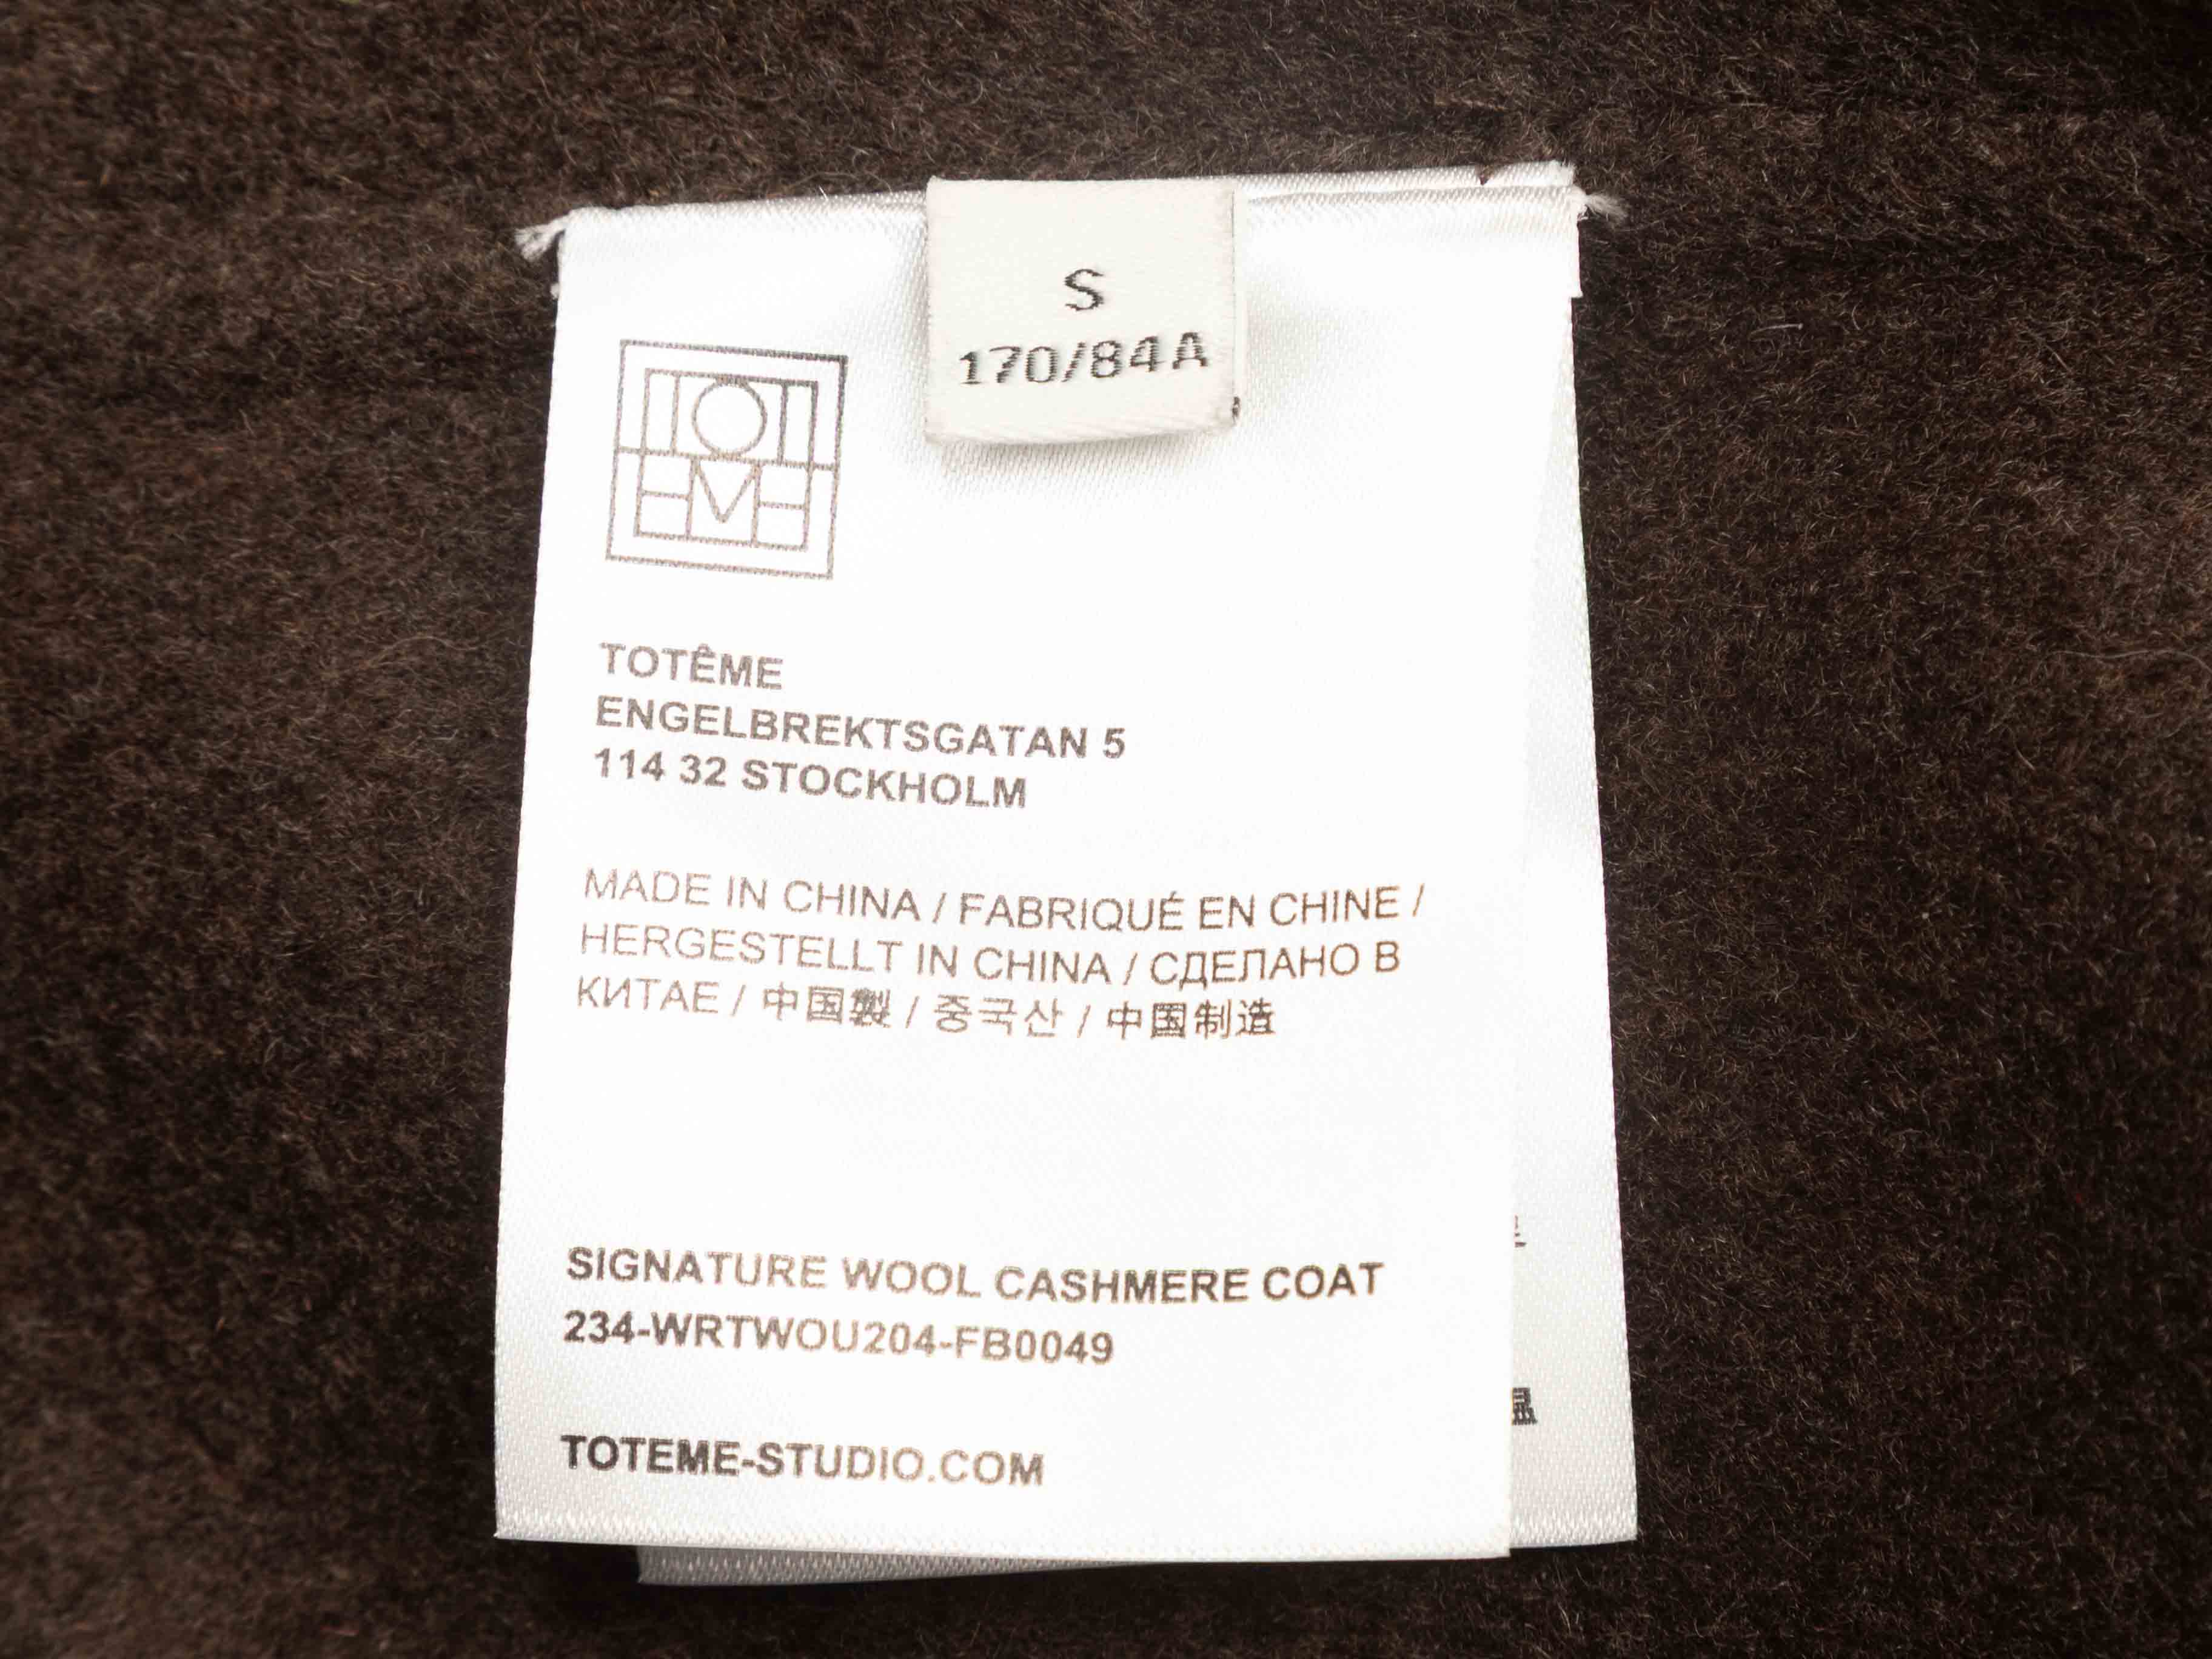 S
170/84A
TOTEME
TOTÊME
ENGELBREKTSGATAN 5
114 32 STOCKHOLM
MADE IN CHINA / FABRIQUÉ EN CHINE /
HERGESTELLT IN CHINA / СДЕЛАНО В
КИТАЕ / 中国製 / 중국산 / 中国制造
SIGNATURE WOOL CASHMERE COAT
234-WRTWOU204-FB0049
TOTEME-STUDIO.COM